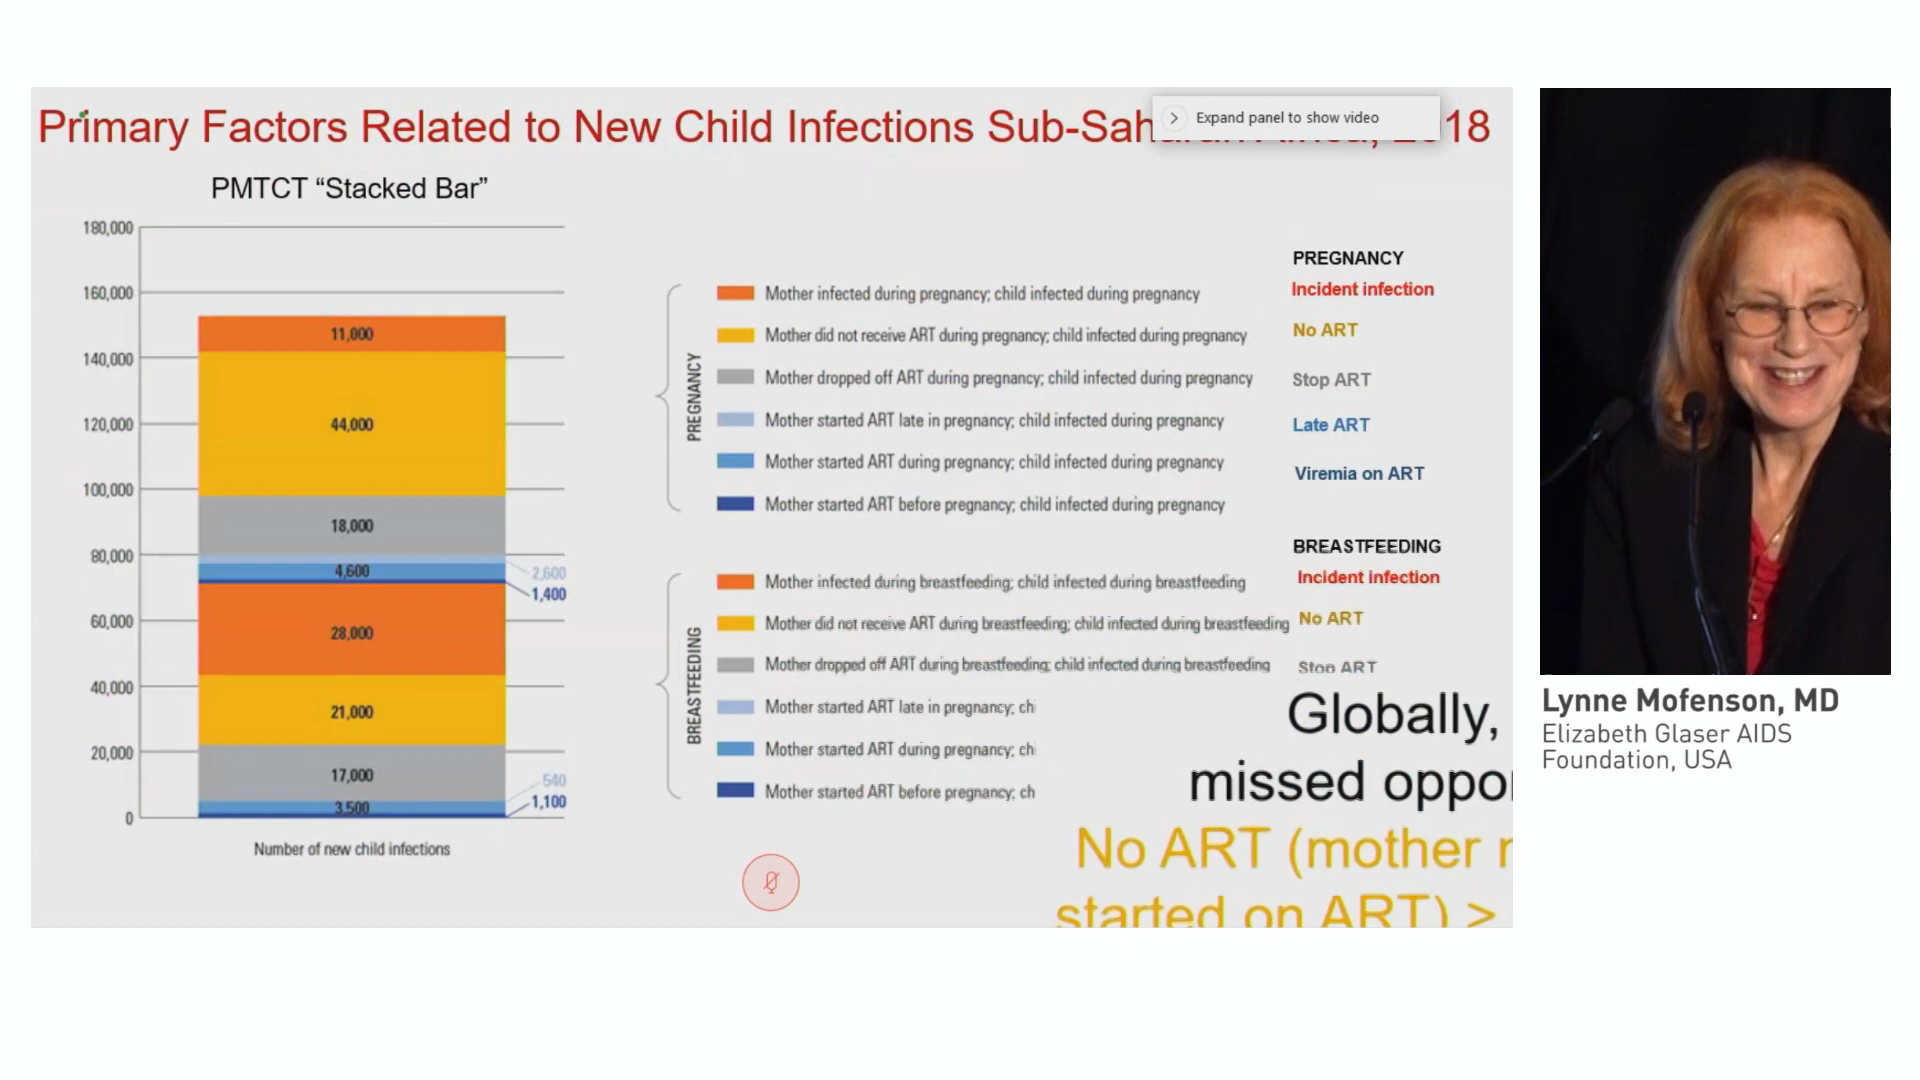 Primary Factors Related to New Child Infections Sub-Sah 18
Expand panel to show video
PMTCT “Stacked Bar”
180,000
160,000
140,000
120,000
100,000
80,000
60,000
40,000
20,000
0
11,000
44,000
18,000
2,600
4,600
1,400
28,000
21,000
17,000
540
3,500
1,100
Number of new child infections
PREGNANCY
Mother infected during pregnancy; child infected during pregnancy
Mother did not receive ART during pregnancy; child infected during pregnancy
Mother dropped off ART during pregnancy; child infected during pregnancy
Mother started ART late in pregnancy; child infected during pregnancy
Mother started ART during pregnancy; child infected during pregnancy
Mother started ART before pregnancy; child infected during pregnancy
BREASTFEEDING
Mother infected during breastfeeding; child infected during breastfeeding
Mother did not receive ART during breastfeeding; child infected during breastfeeding
Mother dropped off ART during breastfeeding; child infected during breastfeeding
Mother started ART late in pregnancy; ch
Mother started ART during pregnancy; ch
Mother started ART before pregnancy; ch
PREGNANCY
Incident infection
No ART
Stop ART
Late ART
Viremia on ART
BREASTFEEDING
Incident infection
No ART
Stop ART
Globally,
missed oppo
No ART (mother
started on ART) >
Lynne Mofenson, MD
Elizabeth Glaser AIDS
Foundation, USA